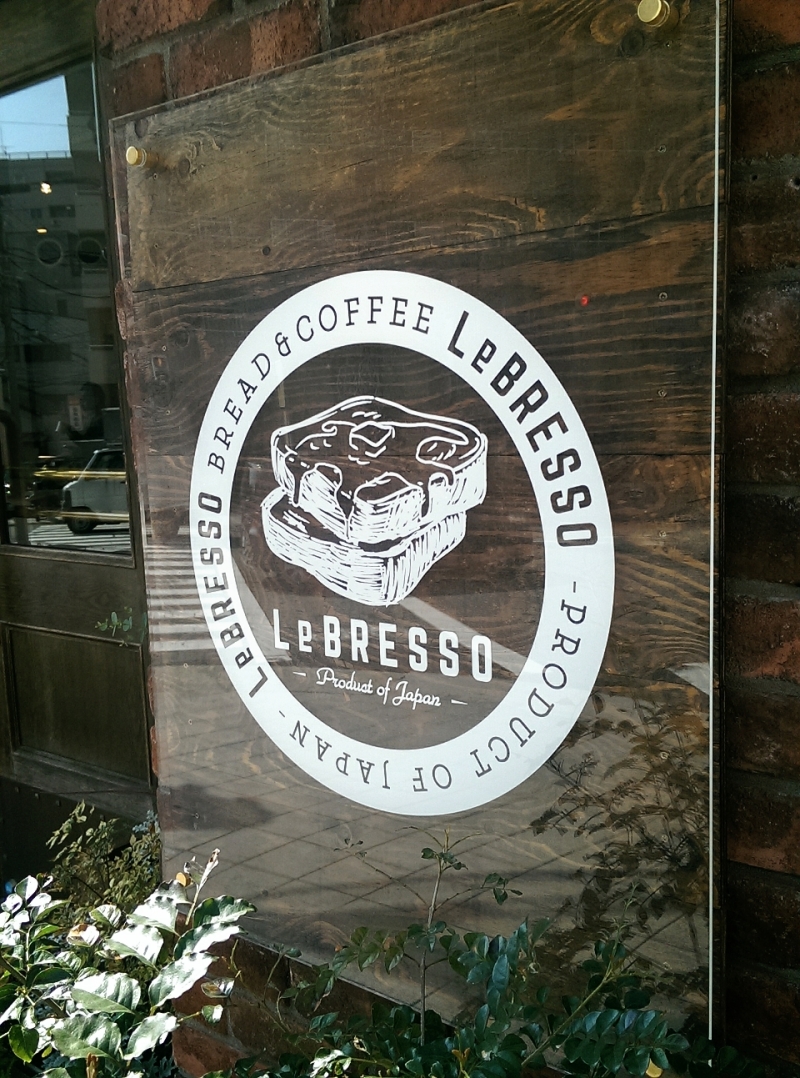 LeBRESSO BREAD&COFFEE LeBRESSO -PRODUCT OF JAPAN-
LeBRESSO
- Product of Japan -